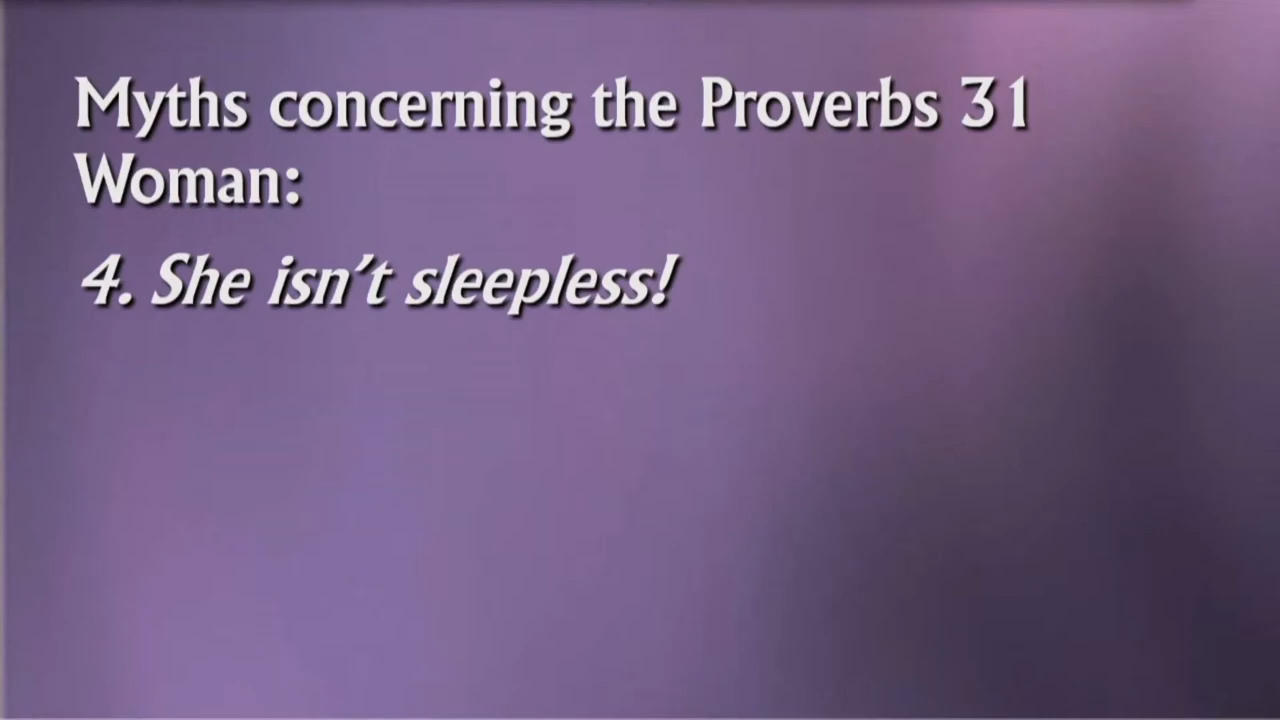 Myths concerning the Proverbs 31
Woman:
4. She isn’t sleepless!